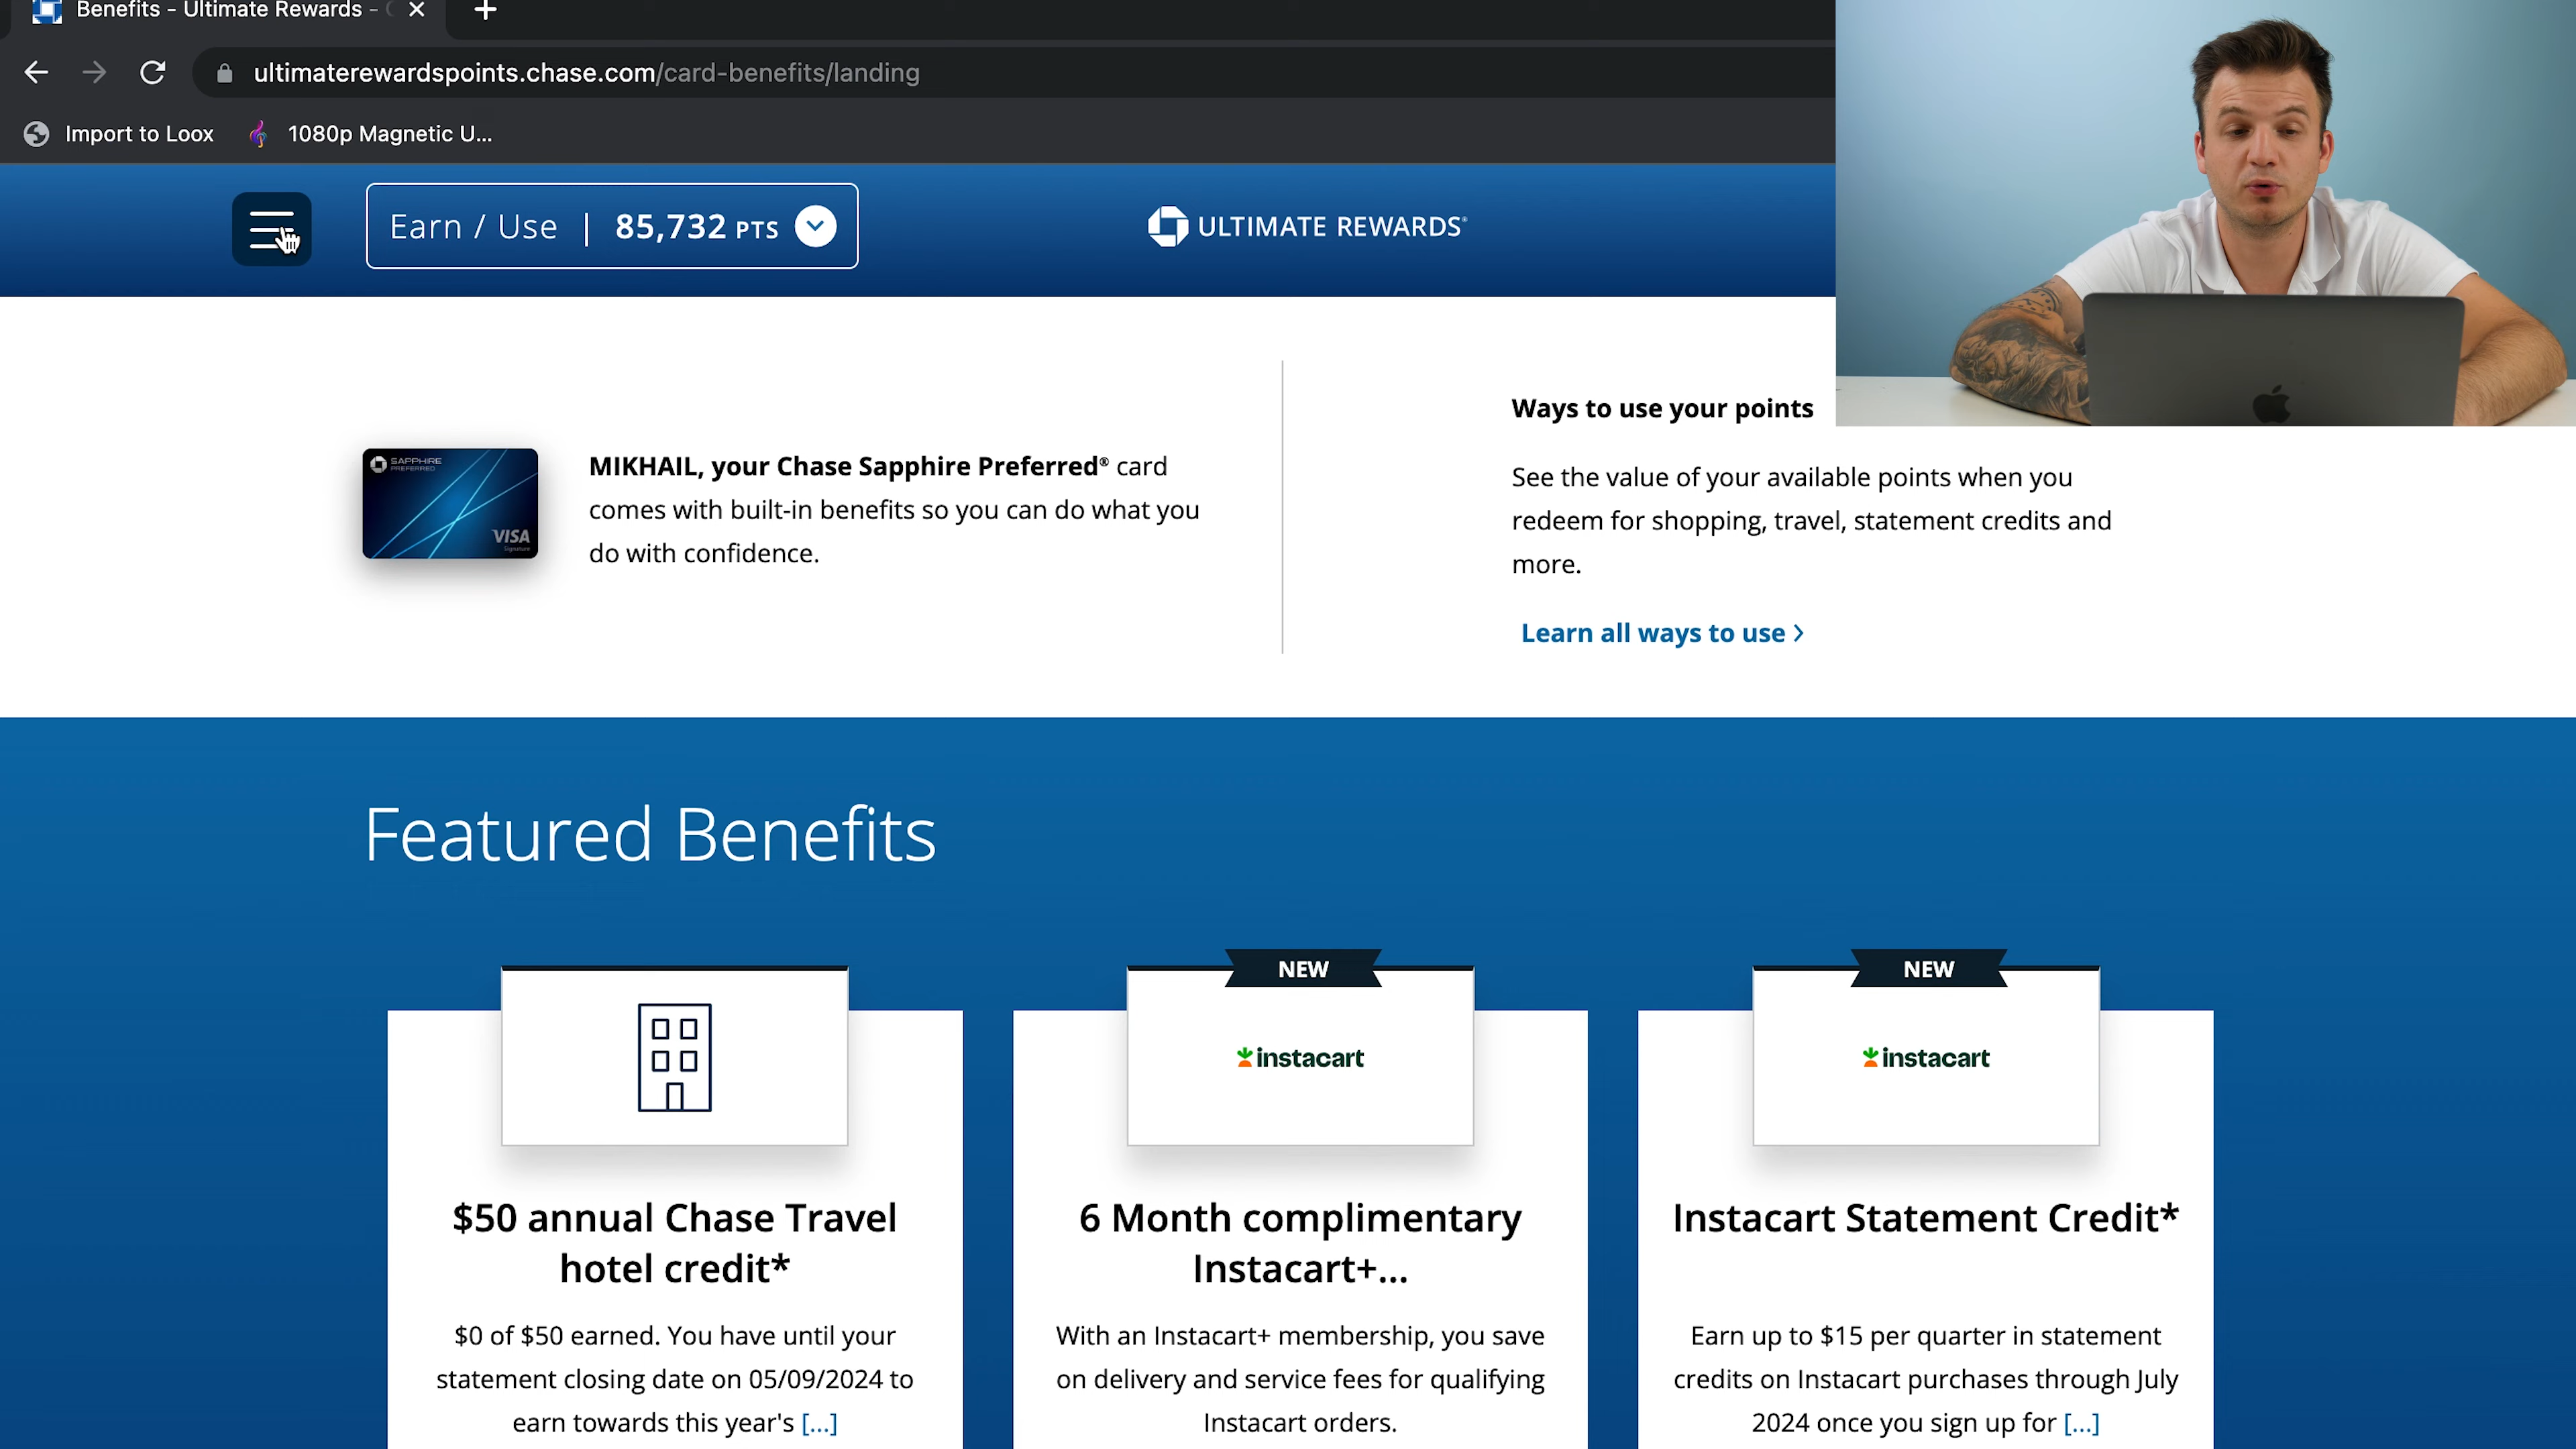 Benefits - Ultimate Rewards -
ultimaterewardspoints.chase.com/card-benefits/landing
Import to Loox
1080p Magnetic U...
Earn / Use | 85,732 PTS
ULTIMATE REWARDS®
SAPPHIRE
PREFERRED
VISA
Signature
MIKHAIL, your Chase Sapphire Preferred® card
comes with built-in benefits so you can do what you
do with confidence.
Ways to use your points
See the value of your available points when you
redeem for shopping, travel, statement credits and
more.
Learn all ways to use
Featured Benefits
$50 annual Chase Travel
hotel credit*
$0 of $50 earned. You have until your
statement closing date on 05/09/2024 to
earn towards this year's [...]
NEW
instacart
6 Month complimentary
Instacart+...
With an Instacart+ membership, you save
on delivery and service fees for qualifying
Instacart orders.
NEW
instacart
Instacart Statement Credit*
Earn up to $15 per quarter in statement
credits on Instacart purchases through July
2024 once you sign up for [...]